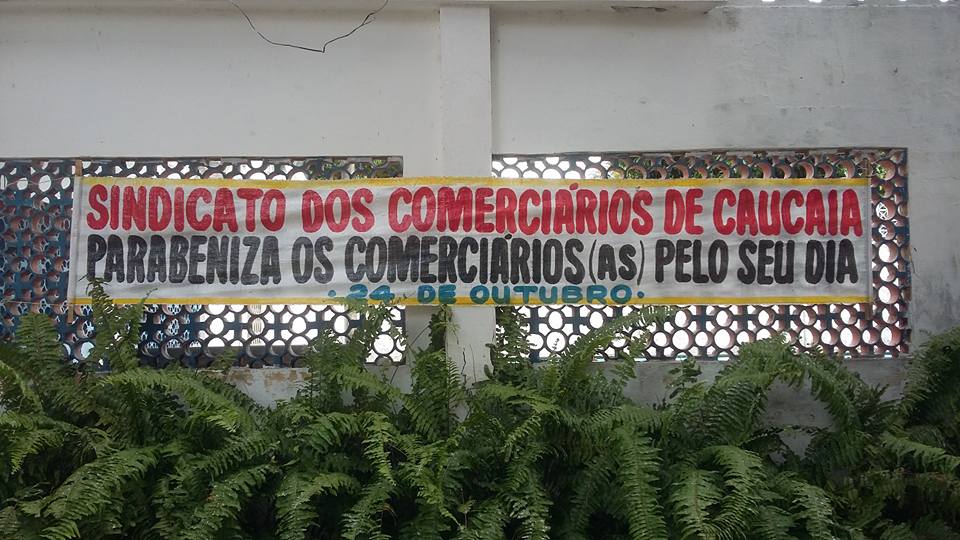 SINDICATO DOS COMERCIÁRIOS DE CAUCAIA
PARABENIZA OS COMERCIÁRIOS (AS) PELO SEU DIA
• 24 DE OUTUBRO •